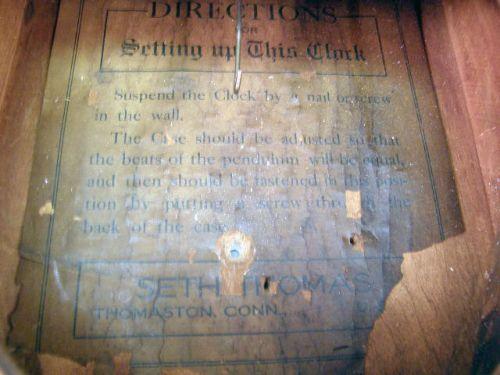 DIRECTIONS
FOR
Setting up This Clock
Suspend the Clock by a nail or screw
in the wall.
The Case should be adjusted so that
the beats of the pendulum will be equal,
and then should be fastened in this posi-
tion by putting a screw through the
back of the case
SETH THOMAS
THOMASTON, CONN.,